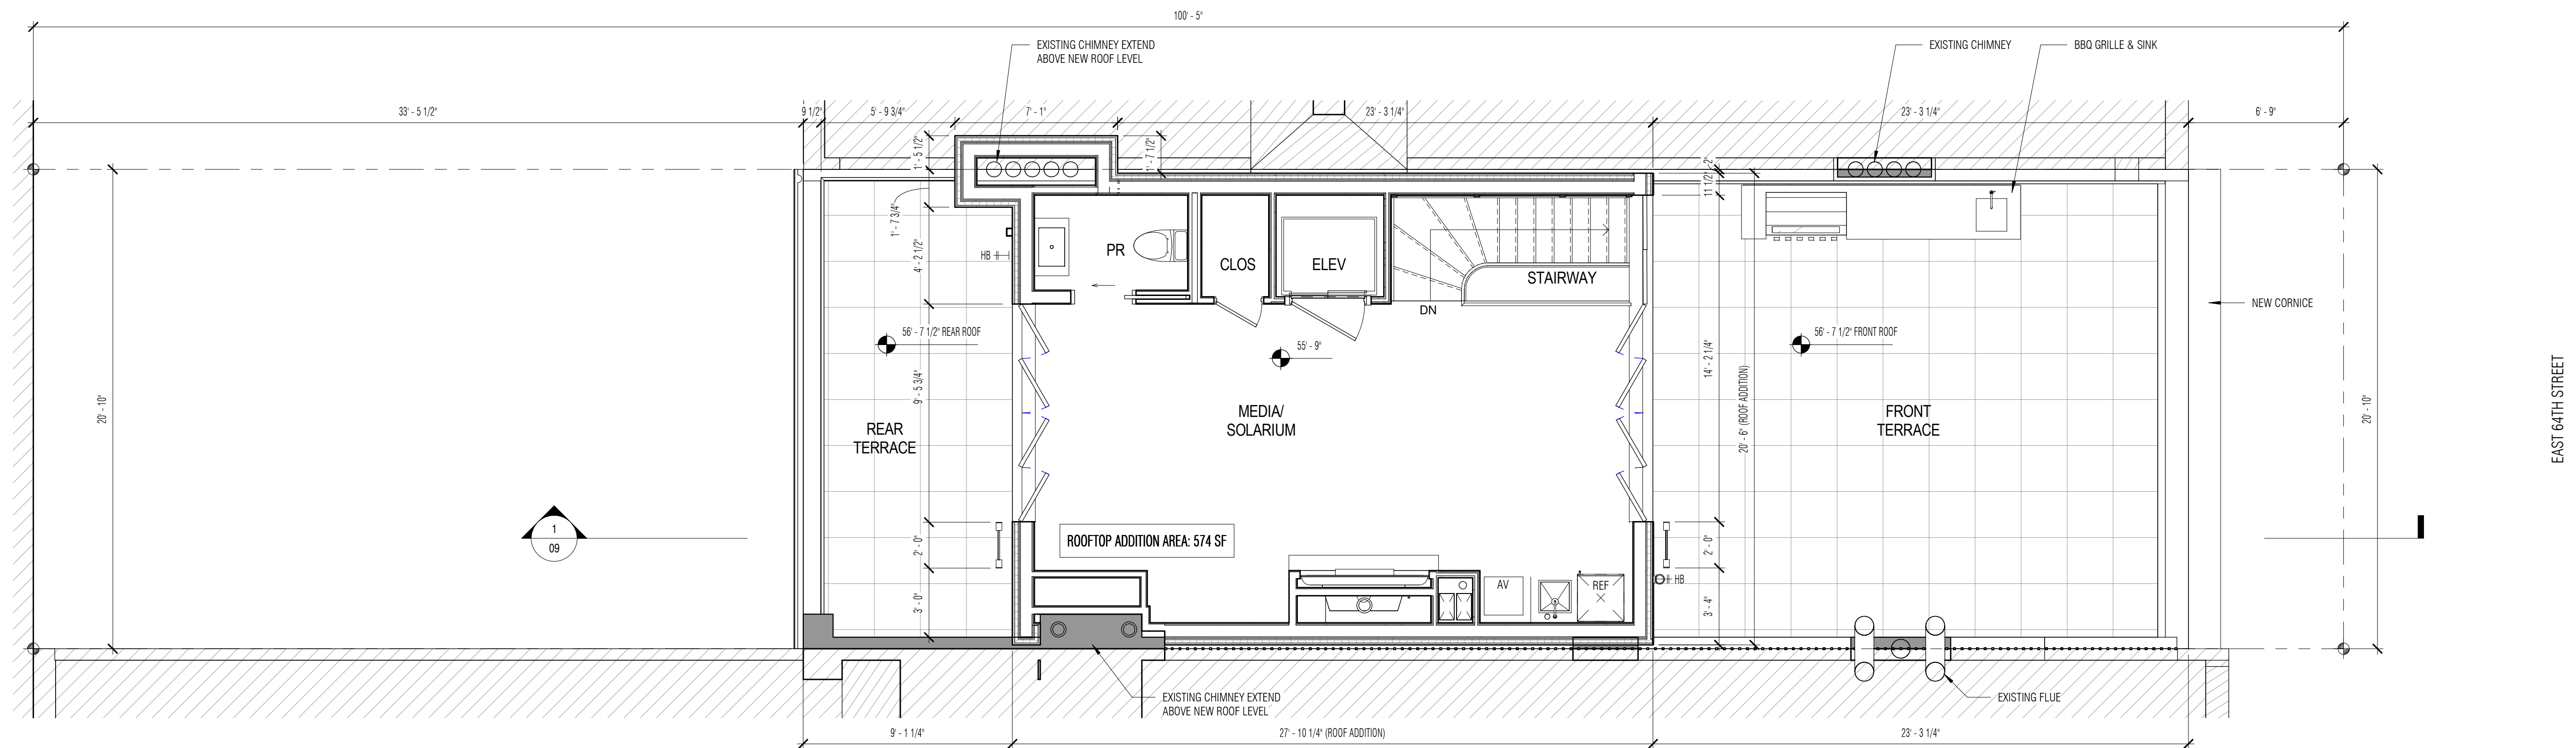 100' - 5"
EXISTING CHIMNEY EXTEND
ABOVE NEW ROOF LEVEL
EXISTING CHIMNEY
BBQ GRILLE & SINK
33' - 5 1/2"
9 1/2"
5' - 9 3/4"
7' - 1"
23' - 3 1/4"
23' - 3 1/4"
6' - 9"
1' - 5 1/2"
1' - 7 1/2"
11 1/2"
1' - 7 3/4"
4' - 2 1/2"
HB
PR
CLOS
ELEV
STAIRWAY
DN
NEW CORNICE
56' - 7 1/2" REAR ROOF
55' - 9"
56' - 7 1/2" FRONT ROOF
20' - 10"
9' - 5 3/4"
14' - 2 1/4"
20' - 6" (ROOF ADDITION)
20' - 10"
EAST 64TH STREET
REAR
TERRACE
MEDIA/
SOLARIUM
FRONT
TERRACE
1
09
2' - 0"
ROOFTOP ADDITION AREA: 574 SF
2' - 0"
3' - 0"
AV
REF
HB
3' - 4"
EXISTING CHIMNEY EXTEND
ABOVE NEW ROOF LEVEL
EXISTING FLUE
9' - 1 1/4"
27' - 10 1/4" (ROOF ADDITION)
23' - 3 1/4"